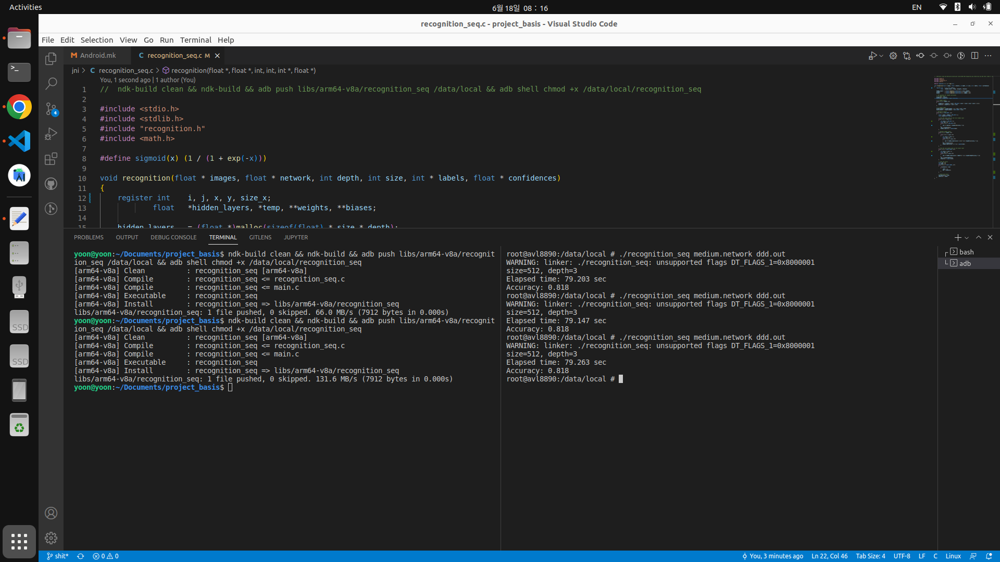 Activities
6월 18일 08 : 16
EN
recognition_seq.c - project_basis - Visual Studio Code
File Edit Selection View Go Run Terminal Help
M Android.mk
C recognition_seq.c M
jni > C recognition_seq.c > recognition(float *, float *, int, int, int *, float *)
You, 1 second ago | 1 author (You)
1 // ndk-build clean && ndk-build && adb push libs/arm64-v8a/recognition_seq /data/local && adb shell chmod +x /data/local/recognition_seq
2
3 #include <stdio.h>
4 #include <stdlib.h>
5 #include "recognition.h"
6 #include <math.h>
7
8 #define sigmoid(x) (1 / (1 + exp(-x)))
9
10 void recognition(float * images, float * network, int depth, int size, int * labels, float * confidences)
11 {
12 register int i, j, x, y, size_x;
13 float *hidden_layers, *temp, **weights, **biases;
14
15 hidden_layers = (float *)malloc(sizeof(float) * size * depth);
4
PROBLEMS OUTPUT DEBUG CONSOLE TERMINAL GITLENS JUPYTER
yoon@yoon:~/Documents/project_basis$ ndk-build clean && ndk-build && adb push libs/arm64-v8a/recognit
ion_seq /data/local && adb shell chmod +x /data/local/recognition_seq
[arm64-v8a] Clean : recognition_seq [arm64-v8a]
[arm64-v8a] Compile : recognition_seq <= recognition_seq.c
[arm64-v8a] Compile : recognition_seq <= main.c
[arm64-v8a] Executable : recognition_seq
[arm64-v8a] Install : recognition_seq => libs/arm64-v8a/recognition_seq
libs/arm64-v8a/recognition_seq: 1 file pushed, 0 skipped. 66.0 MB/s (7912 bytes in 0.000s)
yoon@yoon:~/Documents/project_basis$ ndk-build clean && ndk-build && adb push libs/arm64-v8a/recognit
ion_seq /data/local && adb shell chmod +x /data/local/recognition_seq
[arm64-v8a] Clean : recognition_seq [arm64-v8a]
[arm64-v8a] Compile : recognition_seq <= recognition_seq.c
[arm64-v8a] Compile : recognition_seq <= main.c
[arm64-v8a] Executable : recognition_seq
[arm64-v8a] Install : recognition_seq => libs/arm64-v8a/recognition_seq
libs/arm64-v8a/recognition_seq: 1 file pushed, 0 skipped. 131.6 MB/s (7912 bytes in 0.000s)
yoon@yoon:~/Documents/project_basis$
root@avl8890:/data/local # ./recognition_seq medium.network ddd.out
WARNING: linker: ./recognition_seq: unsupported flags DT_FLAGS_1=0x8000001
size=512, depth=3
Elapsed time: 79.203 sec
Accuracy: 0.818
root@avl8890:/data/local # ./recognition_seq medium.network ddd.out
WARNING: linker: ./recognition_seq: unsupported flags DT_FLAGS_1=0x8000001
size=512, depth=3
Elapsed time: 79.147 sec
Accuracy: 0.818
root@avl8890:/data/local # ./recognition_seq medium.network ddd.out
WARNING: linker: ./recognition_seq: unsupported flags DT_FLAGS_1=0x8000001
size=512, depth=3
Elapsed time: 79.263 sec
Accuracy: 0.818
root@avl8890:/data/local #
bash
adb
SSD
SSD
shit* 0 0
You, 3 minutes ago Ln 22, Col 46 Tab Size: 4 UTF-8 LF C Linux